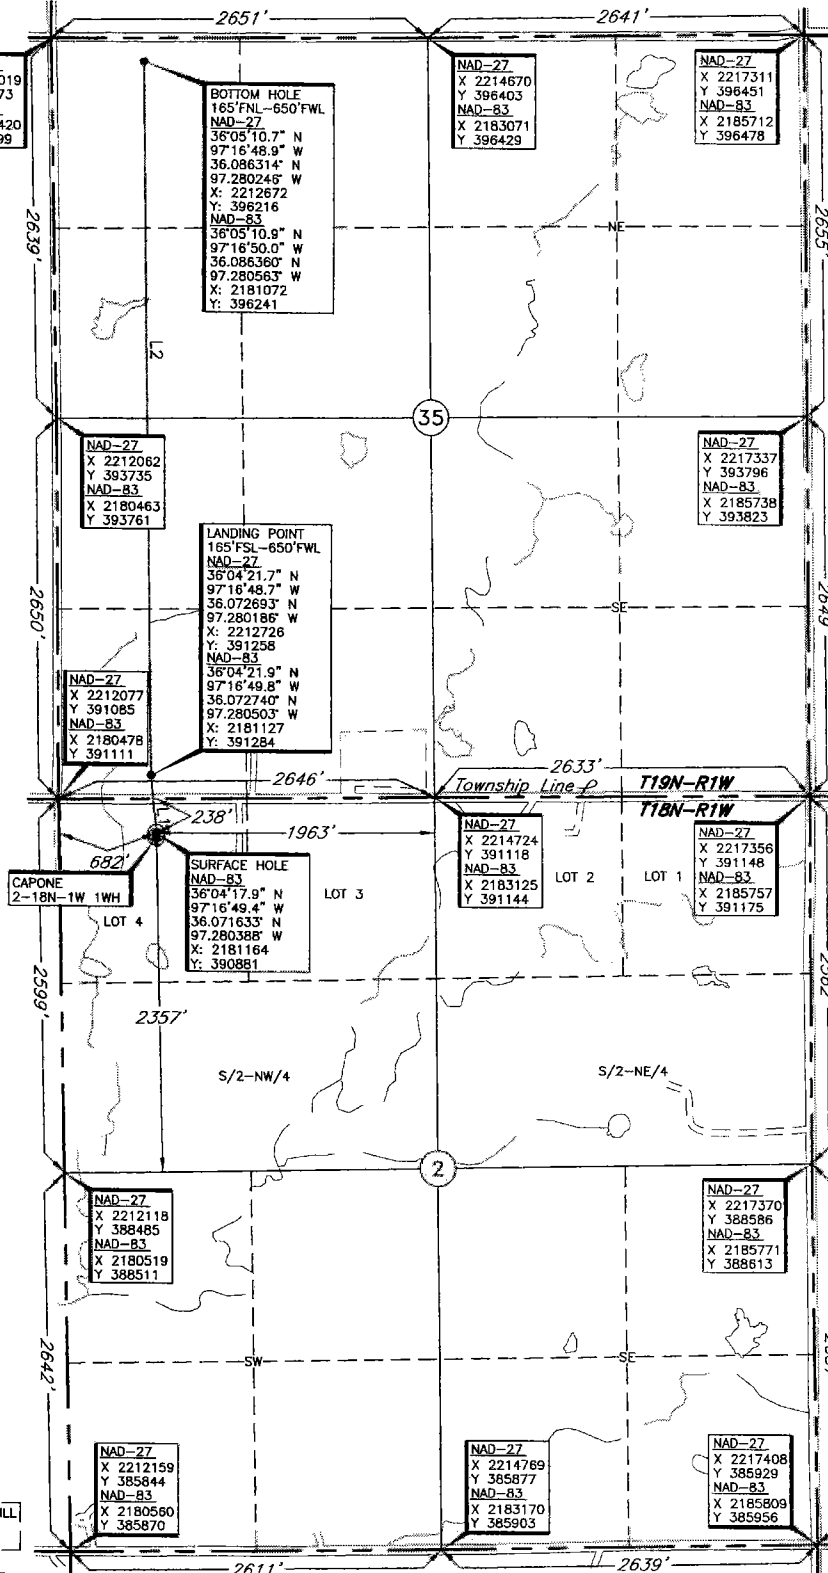 2651'
2641'
019
73
420
99
BOTTOM HOLE
165'FNL-650'FWL
NAD-27
36°05'10.7" N
97°16'48.9" W
36.086314° N
97.280246° W
X: 2212672
Y: 396216
NAD-83
36°05'10.9" N
97°16'50.0" W
36.086360° N
97.280563° W
X: 2181072
Y: 396241
NAD-27
X 2214670
Y 396403
NAD-83
X 2183071
Y 396429
NAD-27
X 2217311
Y 396451
NAD-83
X 2185712
Y 396478
2639'
NE
2655'
L2
35
NAD-27
X 2212062
Y 393735
NAD-83
X 2180463
Y 393761
NAD-27
X 2217337
Y 393796
NAD-83
X 2185738
Y 393823
LANDING POINT
165'FSL-650'FWL
NAD-27
36°04'21.7" N
97°16'48.7" W
36.072693° N
97.280186° W
X: 2212726
Y: 391258
NAD-83
36°04'21.9" N
97°16'49.8" W
36.072740° N
97.280503° W
X: 2181127
Y: 391284
2650'
SE
2649'
NAD-27
X 2212077
Y 391085
NAD-83
X 2180478
Y 391111
2646'
2633'
Township Line
T19N-R1W
T18N-R1W
238'
1963'
682'
CAPONE
2-18N-1W 1WH
SURFACE HOLE
NAD-83
36°04'17.9" N
97°16'49.4" W
36.071633° N
97.280388° W
X: 2181164
Y: 390881
NAD-27
X 2214724
Y 391118
NAD-83
X 2183125
Y 391144
NAD-27
X 2217356
Y 391148
NAD-83
X 2185757
Y 391175
LOT 4
LOT 3
LOT 2
LOT 1
2599'
2357'
S/2-NW/4
S/2-NE/4
2
NAD-27
X 2212118
Y 388485
NAD-83
X 2180519
Y 388511
NAD-27
X 2217370
Y 388586
NAD-83
X 2185771
Y 388613
2642'
SW
SE
NAD-27
X 2212159
Y 385844
NAD-83
X 2180560
Y 385870
NAD-27
X 2214769
Y 385877
NAD-83
X 2183170
Y 385903
NAD-27
X 2217408
Y 385929
NAD-83
X 2185809
Y 385956
2611'
2639'